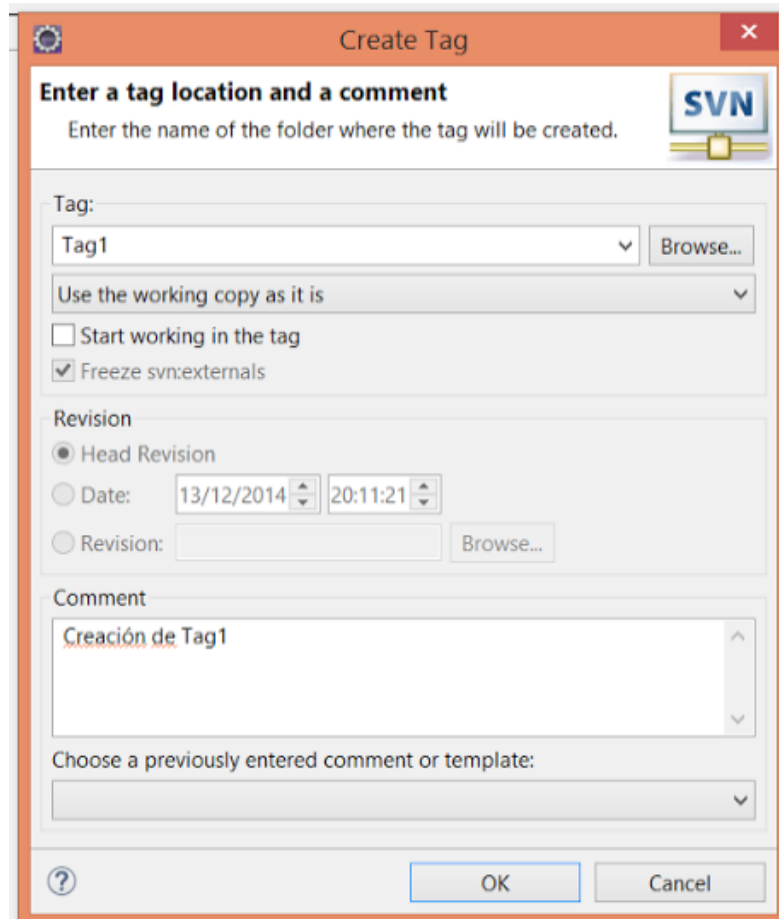 Create Tag
Enter a tag location and a comment
Enter the name of the folder where the tag will be created.
SVN
Tag:
Tag1
Browse...
Use the working copy as it is
Start working in the tag
Freeze svn:externals
Revision
Head Revision
Date: 13/12/2014 20:11:21
Revision: Browse...
Comment
Creación de Tag1
Choose a previously entered comment or template:
?
OK
Cancel